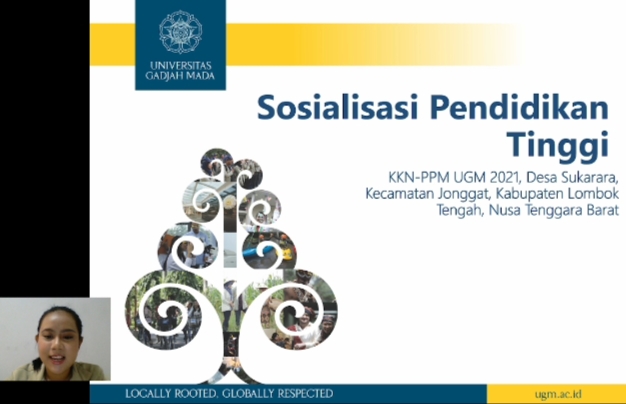 UNIVERSITAS
GADJAH MADA
Sosialisasi Pendidikan
Tinggi
KKN-PPM UGM 2021, Desa Sukarara,
Kecamatan Jonggat, Kabupaten Lombok
Tengah, Nusa Tenggara Barat
LOCALLY ROOTED, GLOBALLY RESPECTED
ugm.ac.id